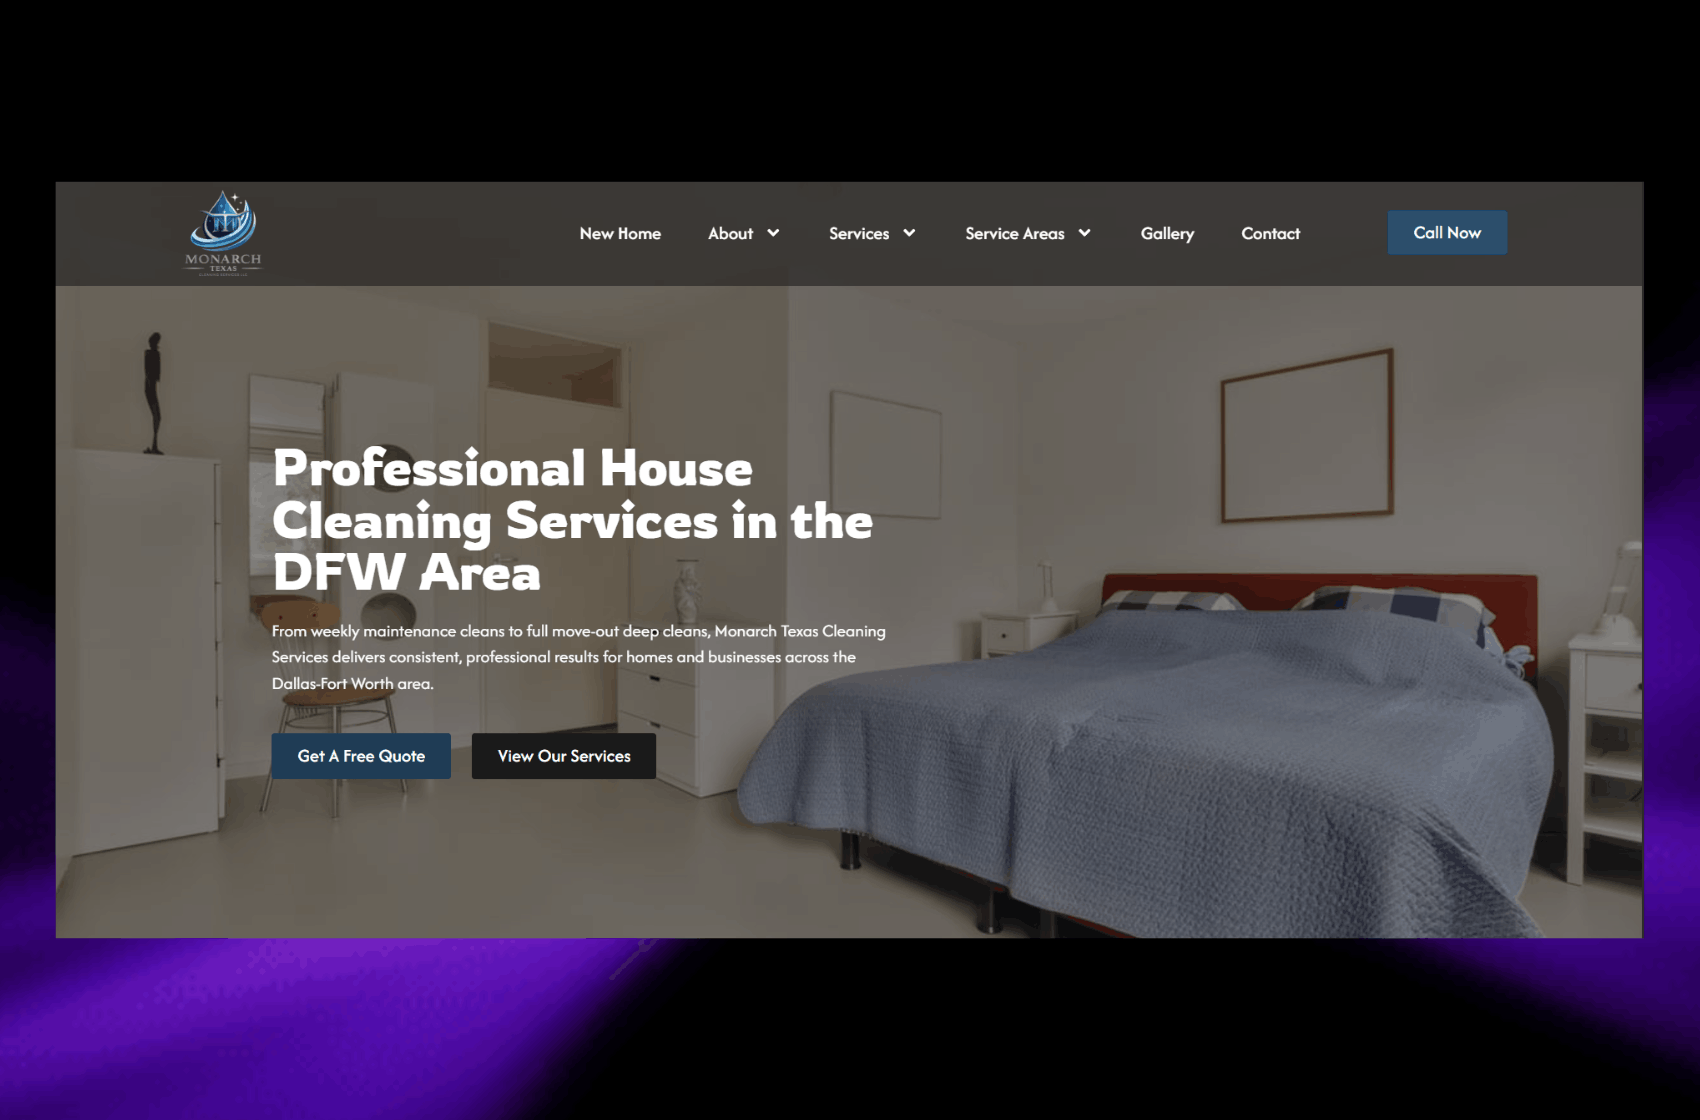 MONARCH
TEXAS
New Home
About
Services
Service Areas
Gallery
Contact
Call Now
Professional House
Cleaning Services in the
DFW Area
From weekly maintenance cleans to full move-out deep cleans, Monarch Texas Cleaning
Services delivers consistent, professional results for homes and businesses across the
Dallas-Fort Worth area.
Get A Free Quote
View Our Services